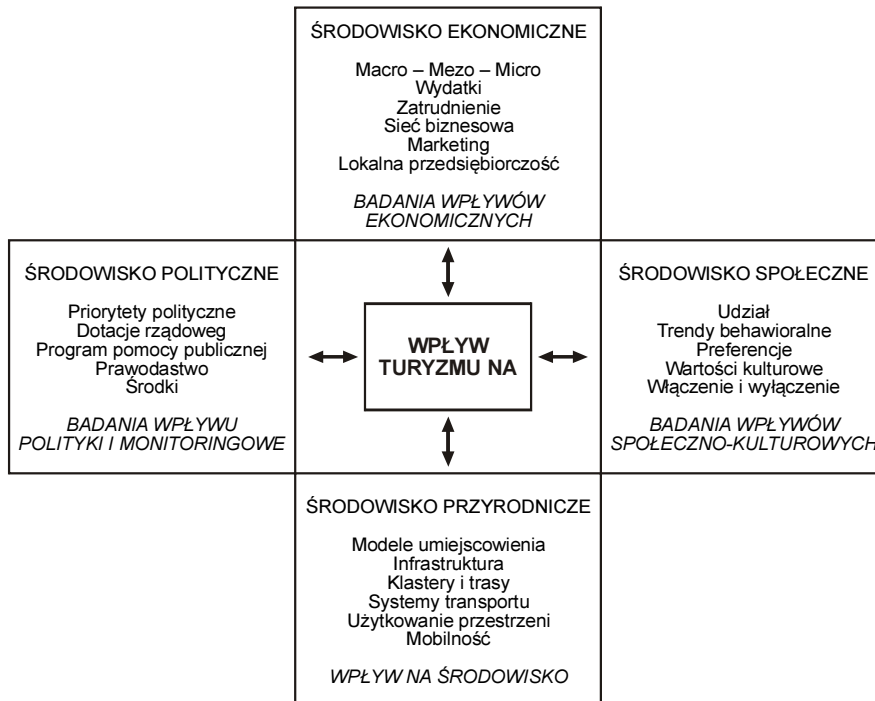 ŚRODOWISKO EKONOMICZNE
Macro – Mezo – Micro
Wydatki
Zatrudnienie
Sieć biznesowa
Marketing
Lokalna przedsiębiorczość
BADANIA WPŁYWÓW
EKONOMICZNYCH
ŚRODOWISKO POLITYCZNE
Priorytety polityczne
Dotacje rządoweg
Program pomocy publicznej
Prawodastwo
Środki
BADANIA WPŁYWU
POLITYKI I MONITORINGOWE
WPŁYW
TURYZMU NA
ŚRODOWISKO SPOŁECZNE
Udział
Trendy behawioralne
Preferencje
Wartości kulturowe
Włączenie i wyłączenie
BADANIA WPŁYWÓW
SPOŁECZNO-KULTUROWYCH
ŚRODOWISKO PRZYRODNICZE
Modele umiejscowienia
Infrastruktura
Klastery i trasy
Systemy transportu
Użytkowanie przestrzeni
Mobilność
WPŁYW NA ŚRODOWISKO